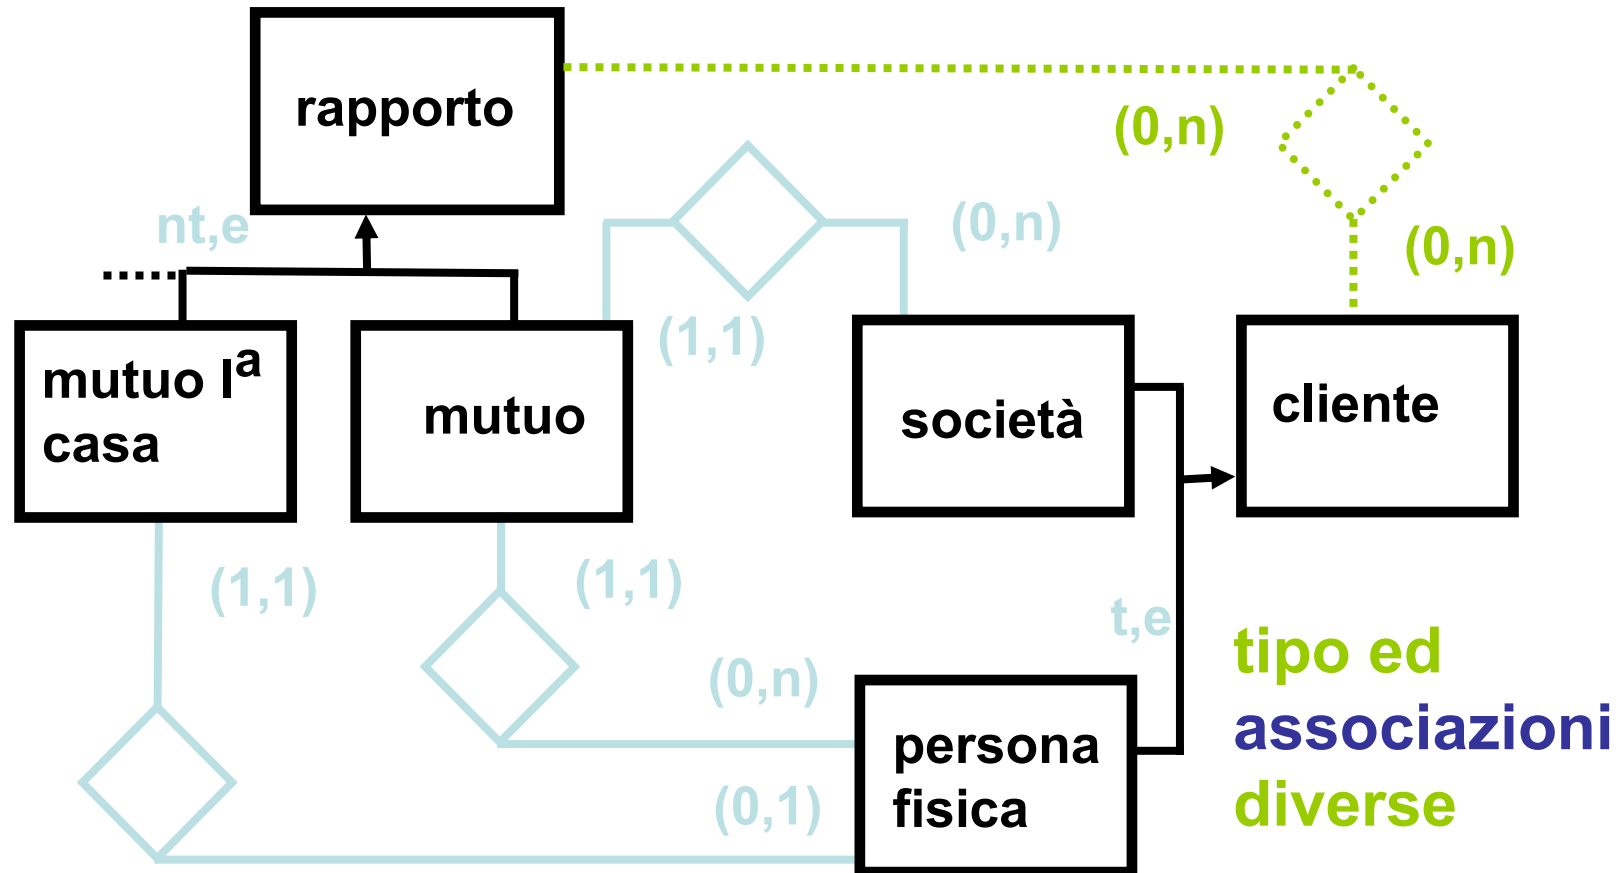 rapporto
(0,n)
nt,e
(0,n)
(0,n)
(1,1)
mutuo Iª
casa
mutuo
società
cliente
(1,1)
(1,1)
t,e
(0,n)
persona
fisica
(0,1)
tipo ed
associazioni
diverse